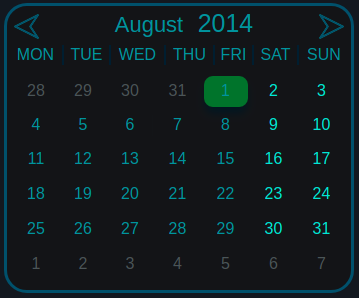 August 2014
MON TUE WED THU FRI SAT SUN
28 29 30 31 1 2 3
4 5 6 7 8 9 10
11 12 13 14 15 16 17
18 19 20 21 22 23 24
25 26 27 28 29 30 31
1 2 3 4 5 6 7